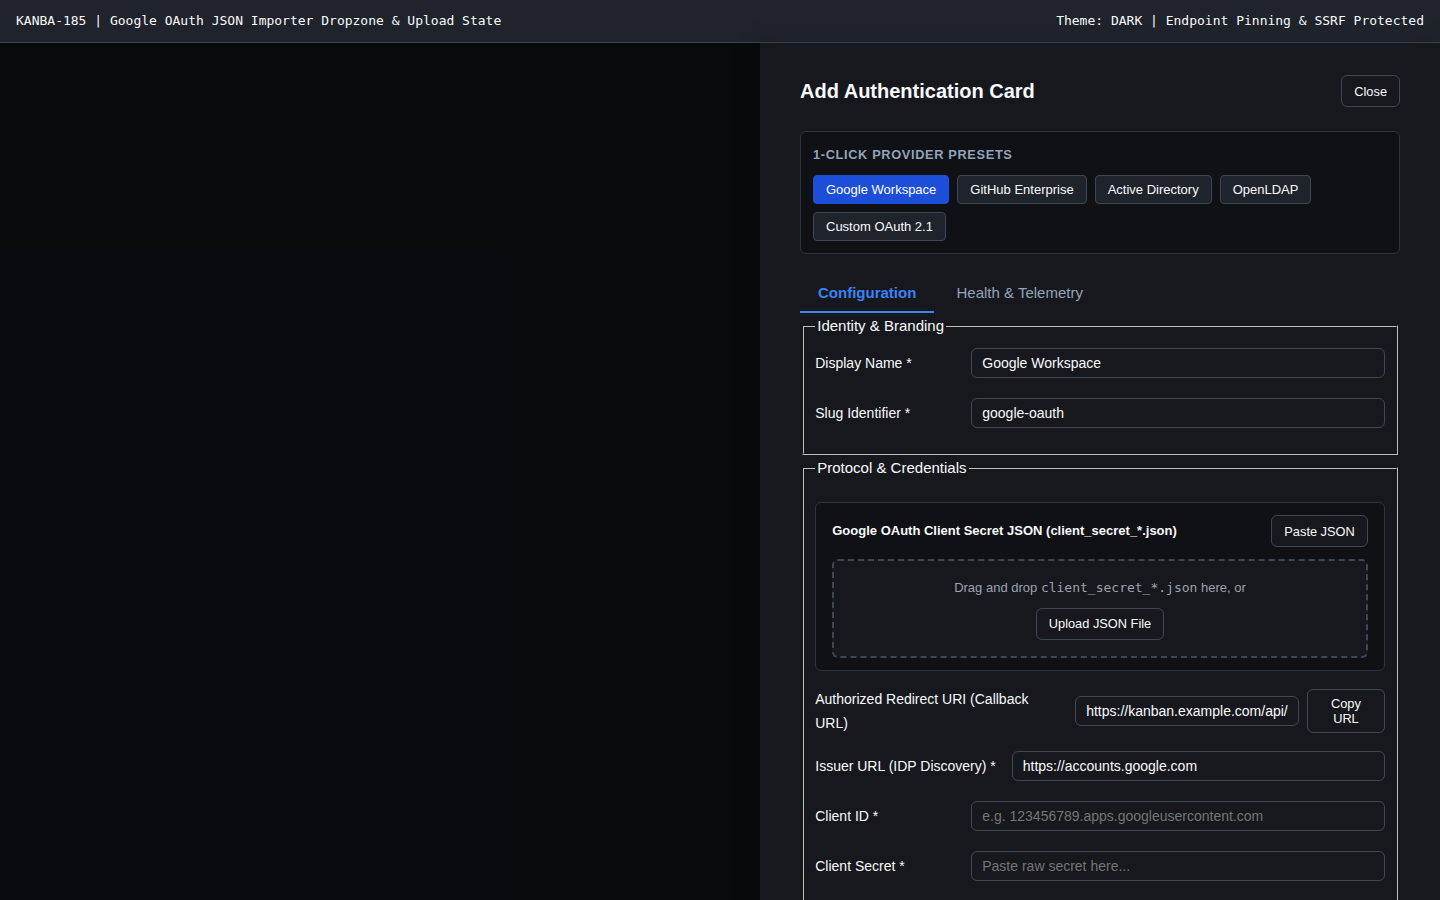 KANBA-185 | Google OAuth JSON Importer Dropzone & Upload State
Theme: DARK | Endpoint Pinning & SSRF Protected
Add Authentication Card
Close
1-CLICK PROVIDER PRESETS
Google Workspace
GitHub Enterprise
Active Directory
OpenLDAP
Custom OAuth 2.1
Configuration
Health & Telemetry
Identity & Branding
Display Name *
Google Workspace
Slug Identifier *
google-oauth
Protocol & Credentials
Google OAuth Client Secret JSON (client_secret_*.json)
Paste JSON
Drag and drop client_secret_*.json here, or
Upload JSON File
Authorized Redirect URI (Callback
URL)
https://kanban.example.com/api/
Copy
URL
Issuer URL (IDP Discovery) *
https://accounts.google.com
Client ID *
e.g. 123456789.apps.googleusercontent.com
Client Secret *
Paste raw secret here...